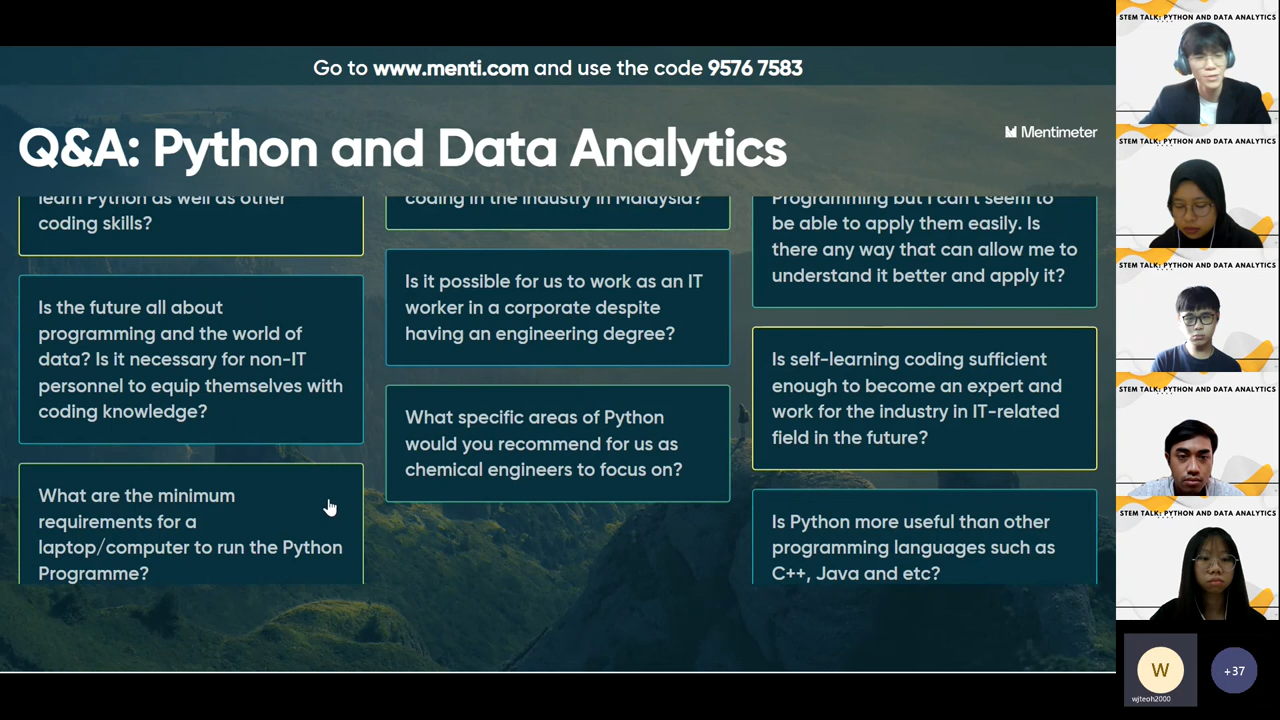 Go to www.menti.com and use the code 9576 7583
Q&A: Python and Data Analytics
Mentimeter
learn Python as well as other
coding skills?
Is the future all about
programming and the world of
data? Is it necessary for non-IT
personnel to equip themselves with
coding knowledge?
What are the minimum
requirements for a
laptop/computer to run the Python
Programme?
coding in the industry in Malaysia?
Is it possible for us to work as an IT
worker in a corporate despite
having an engineering degree?
What specific areas of Python
would you recommend for us as
chemical engineers to focus on?
Programming but I can't seem to
be able to apply them easily. Is
there any way that can allow me to
understand it better and apply it?
Is self-learning coding sufficient
enough to become an expert and
work for the industry in IT-related
field in the future?
Is Python more useful than other
programming languages such as
C++, Java and etc?
STEM TALK: PYTHON AND DATA ANALYTICS
STEM TALK: PYTHON AND DATA ANALYTICS
STEM TALK: PYTHON AND DATA ANALYTICS
STEM TALK: PYTHON AND DATA ANALYTICS
STEM TALK: PYTHON AND DATA ANALYTICS
W
wjteoh2000
+37